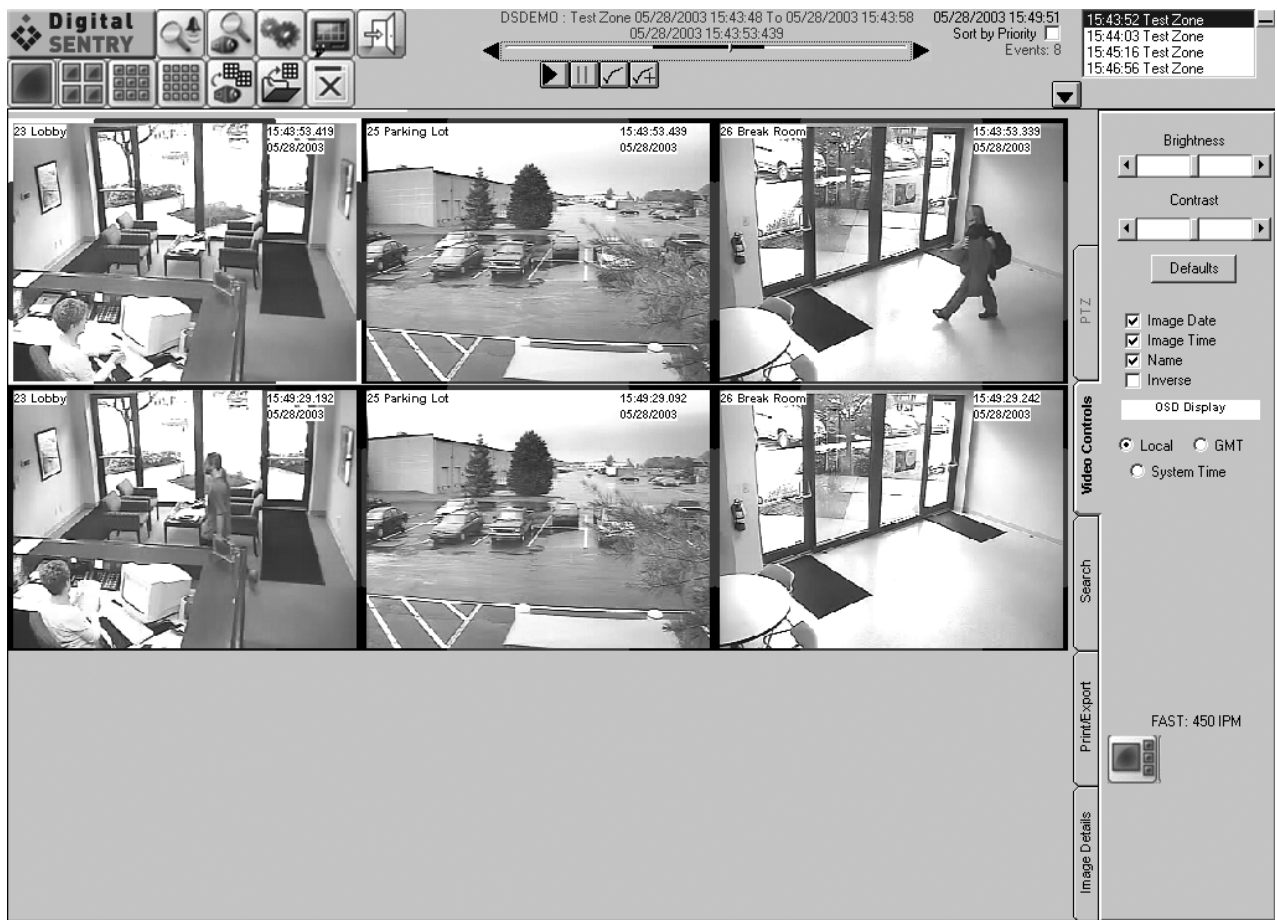 Digital
SENTRY
DSDEMO : Test Zone 05/28/2003 15:43:48 To 05/28/2003 15:43:58
05/28/2003 15:43:53:439
05/28/2003 15:49:51
Sort by Priority
Events: 8
15:43:52 Test Zone
15:44:03 Test Zone
15:45:16 Test Zone
15:46:56 Test Zone
23 Lobby
15:43:53.419
05/28/2003
25 Parking Lot
15:43:53.439
05/28/2003
26 Break Room
15:43:53.339
05/28/2003
23 Lobby
15:49:29.192
05/28/2003
25 Parking Lot
15:49:29.092
05/28/2003
26 Break Room
15:49:29.242
05/28/2003
PTZ
Video Controls
Search
Print/Export
Image Details
Brightness
Contrast
Defaults
Image Date
Image Time
Name
Inverse
OSD Display
Local
GMT
System Time
FAST: 450 IPM